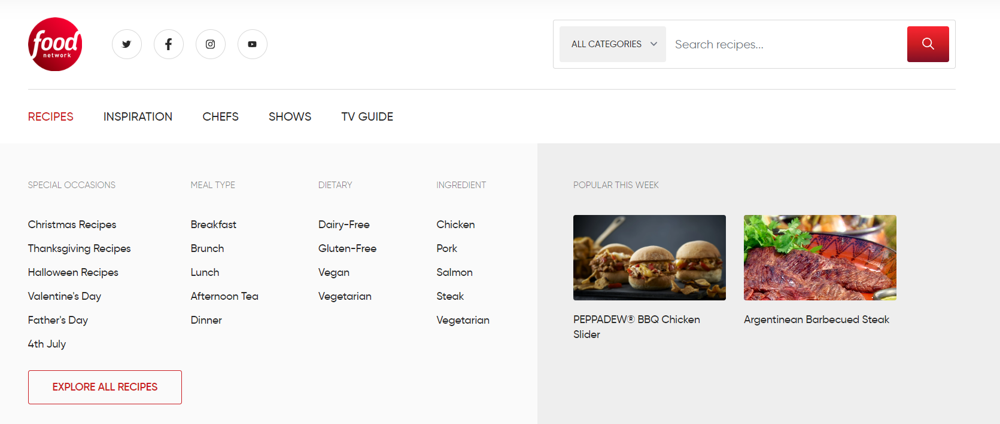 food
network
ALL CATEGORIES
Search recipes...
RECIPES
INSPIRATION
CHEFS
SHOWS
TV GUIDE
SPECIAL OCCASIONS
Christmas Recipes
Thanksgiving Recipes
Halloween Recipes
Valentine's Day
Father's Day
4th July
EXPLORE ALL RECIPES
MEAL TYPE
Breakfast
Brunch
Lunch
Afternoon Tea
Dinner
DIETARY
Dairy-Free
Gluten-Free
Vegan
Vegetarian
INGREDIENT
Chicken
Pork
Salmon
Steak
Vegetarian
POPULAR THIS WEEK
PEPPADEW® BBQ Chicken
Slider
Argentinean Barbecued Steak